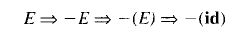 E ⇒ −E ⇒ −(E) ⇒ −(id)